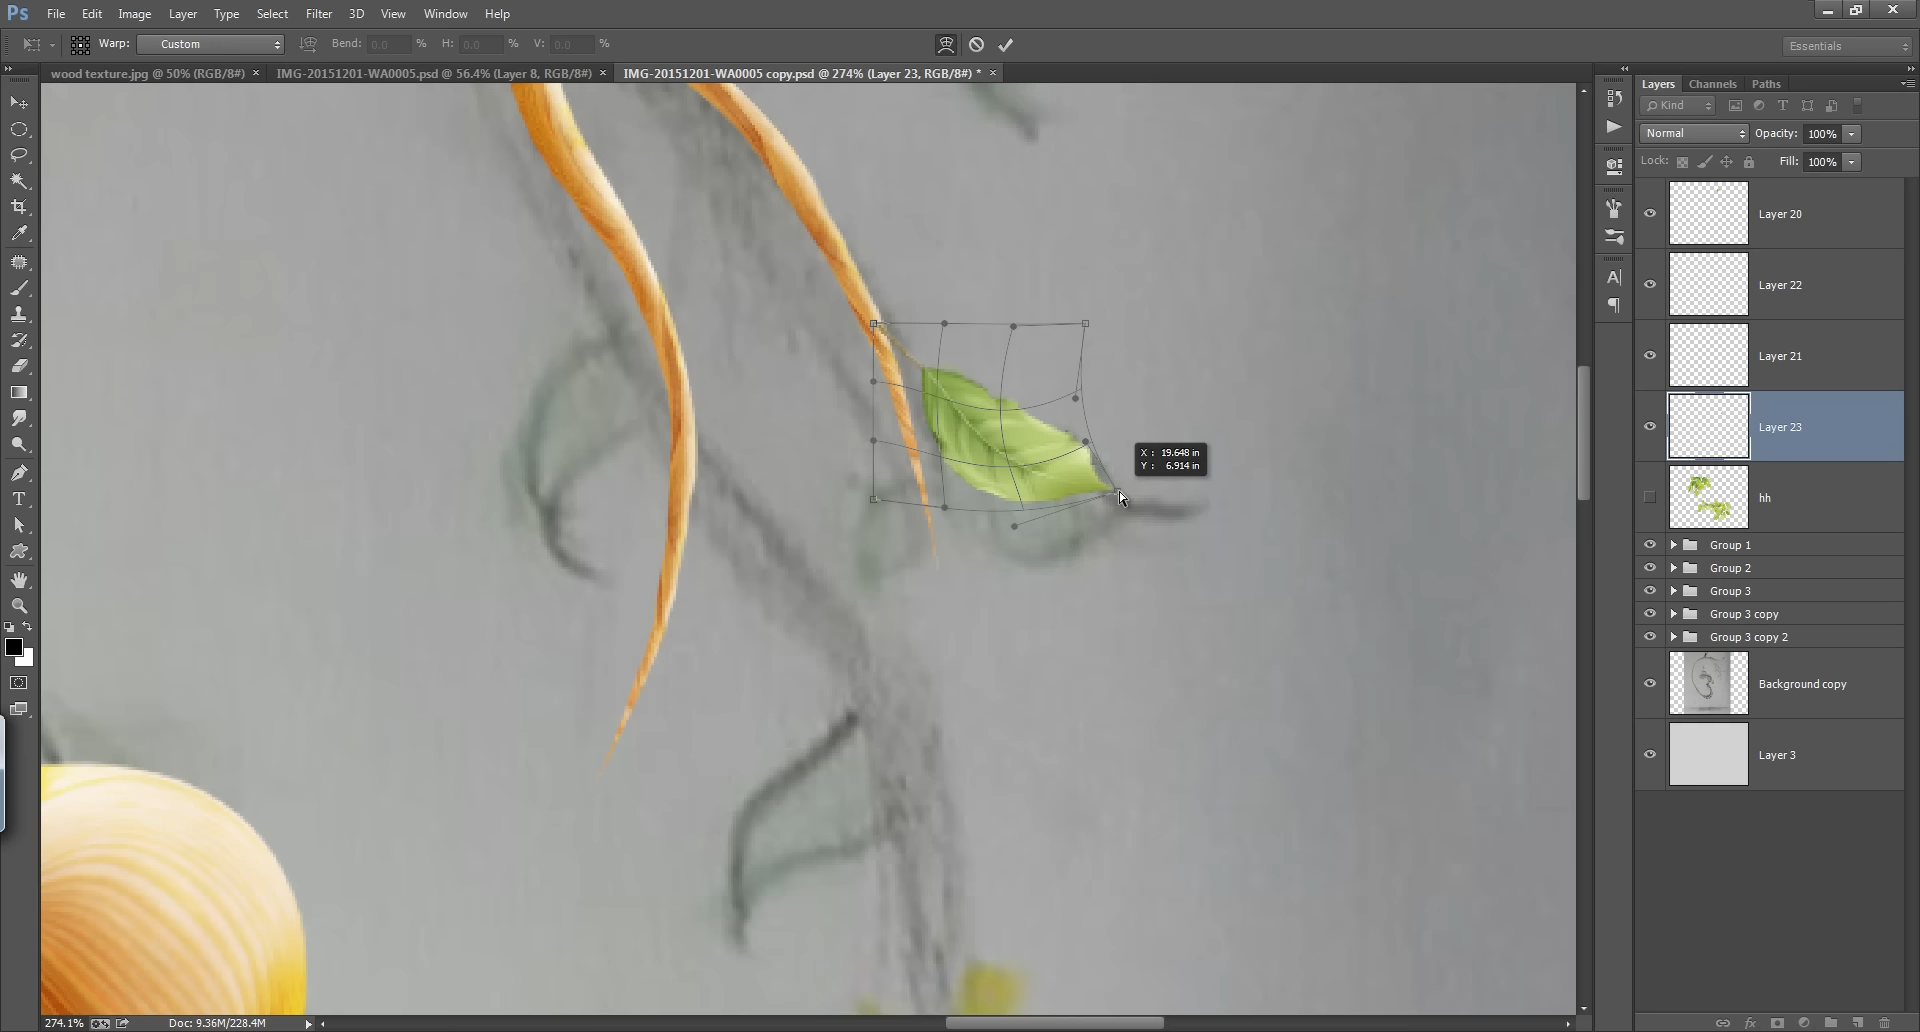 Ps File Edit Image Layer Type Select Filter 3D View Window Help
Warp: Custom Bend: 0.0 % H: 0.0 % V: 0.0 % Essentials
wood texture.jpg @ 50% (RGB/8#) × IMG-20151201-WA0005.psd @ 56.4% (Layer 8, RGB/8#) × IMG-20151201-WA0005 copy.psd @ 274% (Layer 23, RGB/8#) * ×
Layers Channels Paths
Kind
Normal Opacity: 100%
Lock: Fill: 100%
Layer 20
Layer 22
Layer 21
Layer 23
X : 19.648 in
Y : 6.914 in
hh
Group 1
Group 2
Group 3
Group 3 copy
Group 3 copy 2
Background copy
Layer 3
274.1% Doc: 9.36M/228.4M